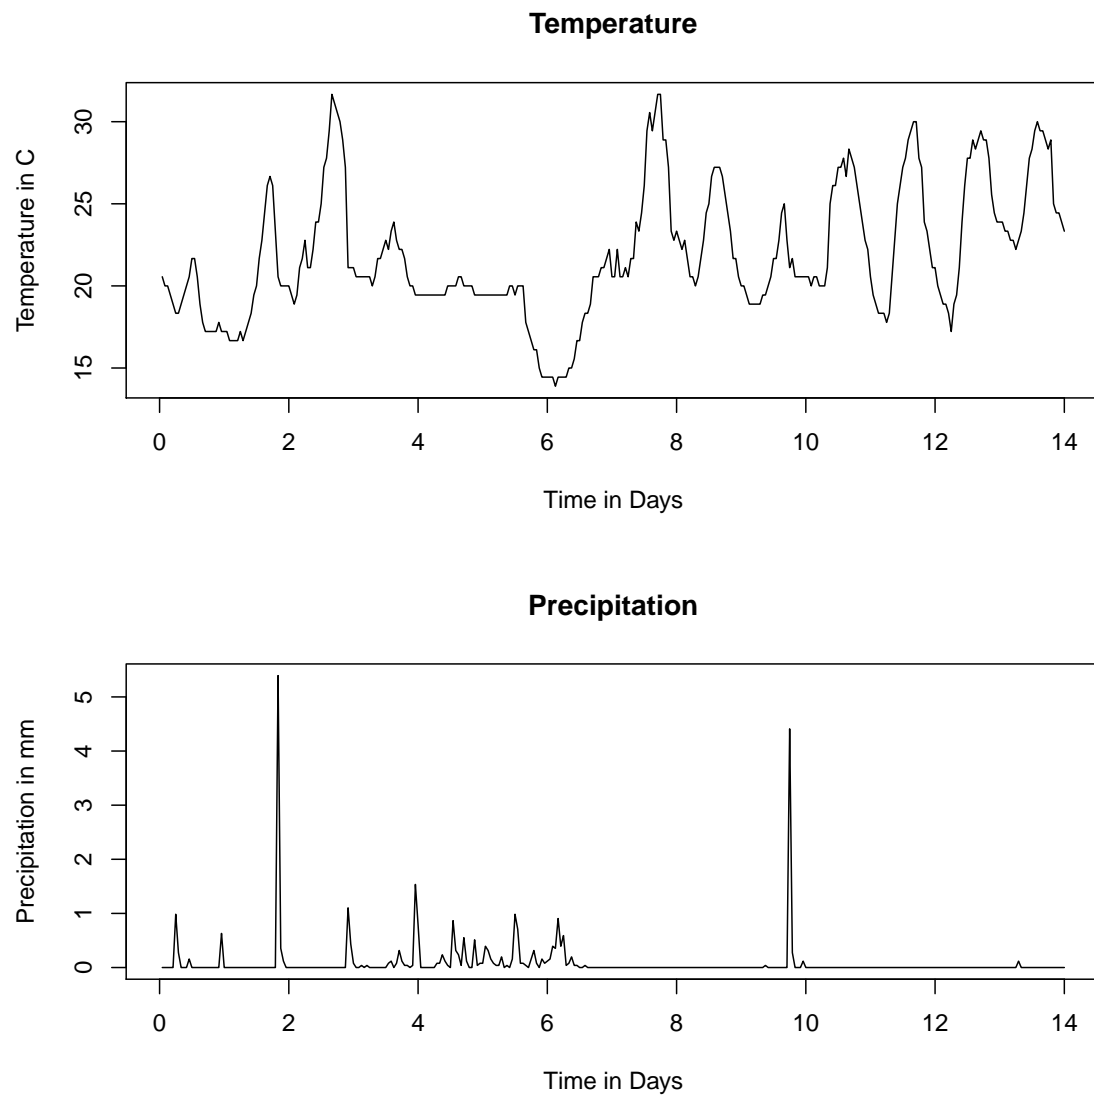 Temperature
Temperature in C
30
25
20
15
0 2 4 6 8 10 12 14
Time in Days
Precipitation
Precipitation in mm
5
4
3
2
1
0
0 2 4 6 8 10 12 14
Time in Days